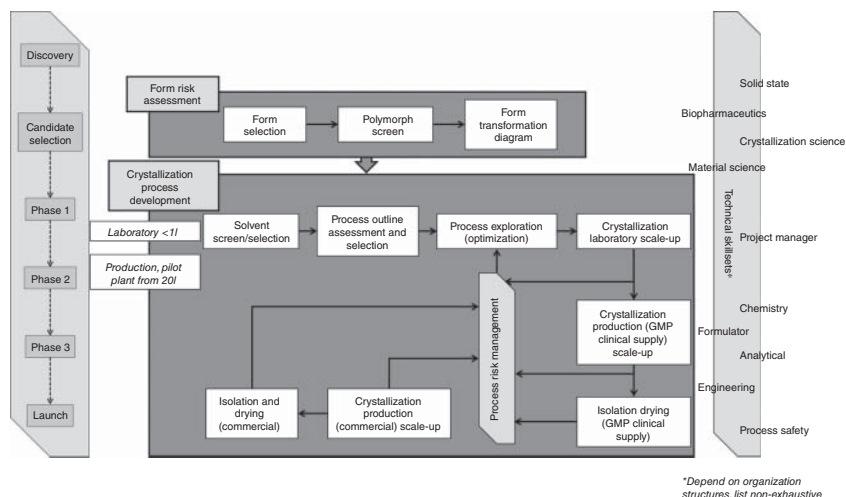 Discovery
Candidate
selection
Phase 1
Phase 2
Phase 3
Launch
Form risk
assessment
Form
selection
Polymorph
screen
Form
transformation
diagram
Crystallization
process
development
Laboratory <1l
Production, pilot
plant from 20l
Solvent
screen/selection
Process outline
assessment and
selection
Process exploration
(optimization)
Crystallization
laboratory scale-up
Process risk management
Crystallization
production (GMP
clinical supply)
scale-up
Isolation and
drying
(commercial)
Crystallization
production
(commercial) scale-up
Isolation drying
(GMP clinical
supply)
Solid state
Biopharmaceutics
Crystallization science
Material science
Technical skillsets*
Project manager
Chemistry
Formulator
Analytical
Engineering
Process safety
*Depend on organization
structures, list non-exhaustive